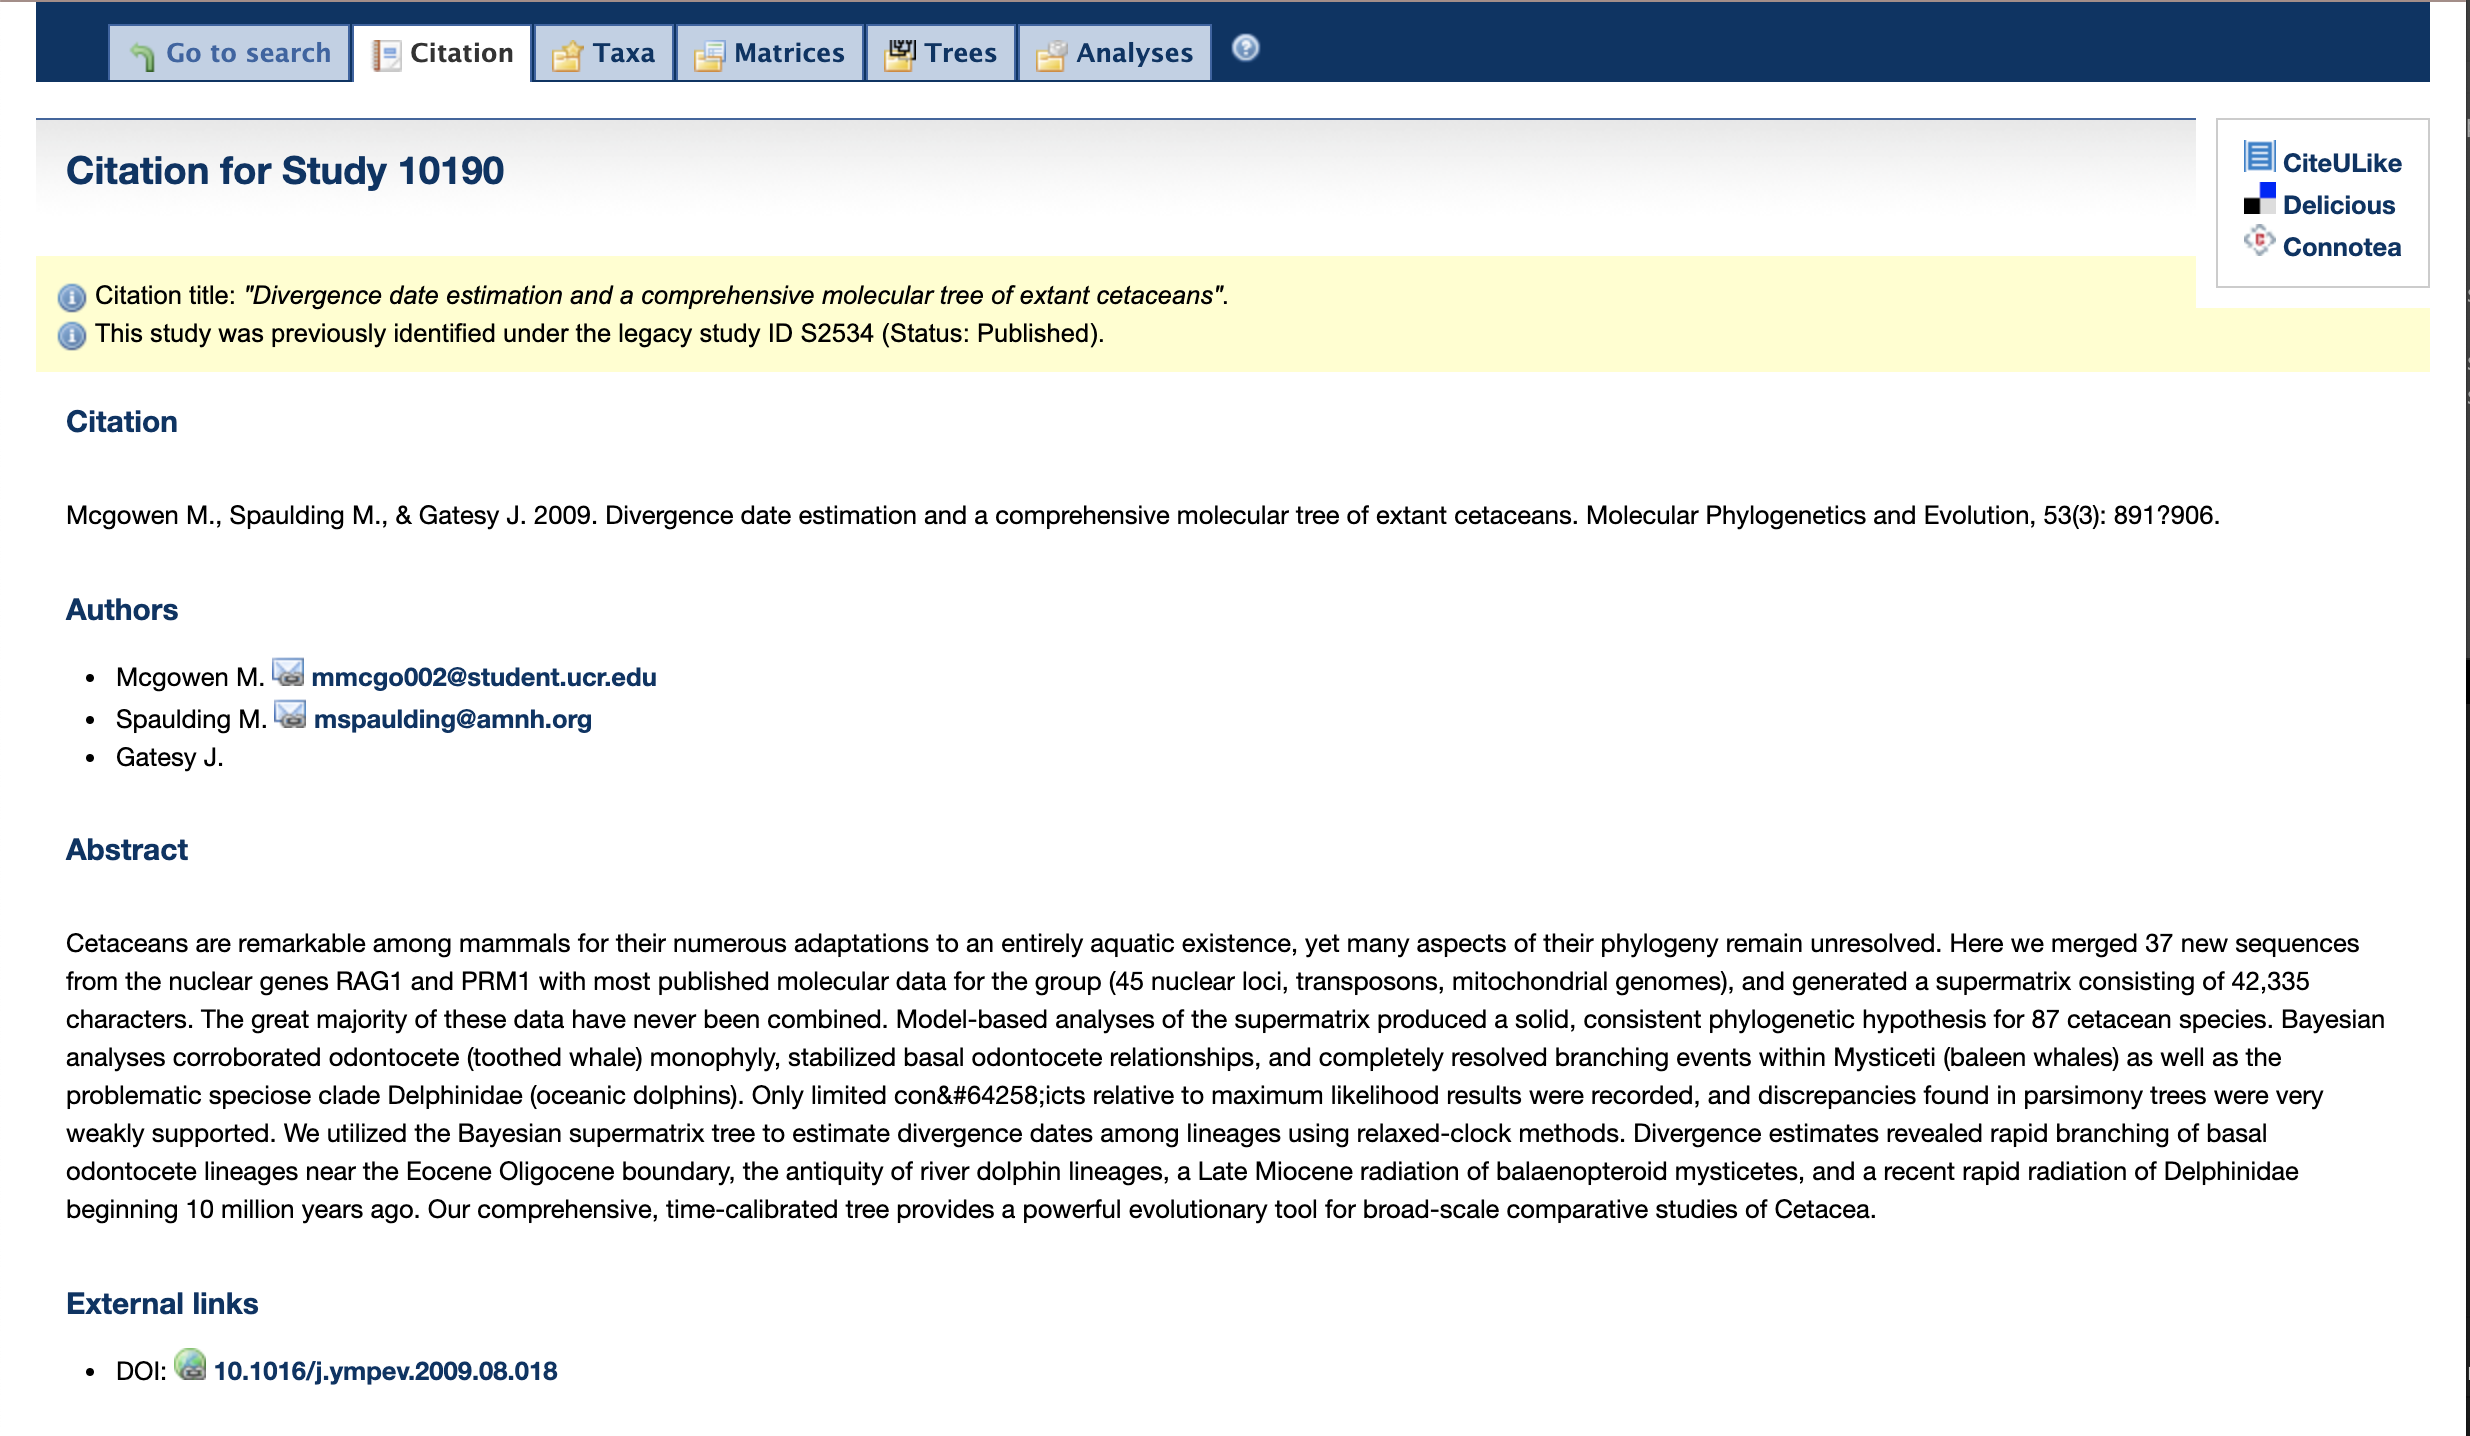 Go to search Citation Taxa Matrices Trees Analyses ?
Citation for Study 10190
CiteULike
Delicious
Connotea
Citation title: "Divergence date estimation and a comprehensive molecular tree of extant cetaceans".
This study was previously identified under the legacy study ID S2534 (Status: Published).
Citation
Mcgowen M., Spaulding M., & Gatesy J. 2009. Divergence date estimation and a comprehensive molecular tree of extant cetaceans. Molecular Phylogenetics and Evolution, 53(3): 891?906.
Authors
• Mcgowen M. mmcgo002@student.ucr.edu
• Spaulding M. mspaulding@amnh.org
• Gatesy J.
Abstract
Cetaceans are remarkable among mammals for their numerous adaptations to an entirely aquatic existence, yet many aspects of their phylogeny remain unresolved. Here we merged 37 new sequences
from the nuclear genes RAG1 and PRM1 with most published molecular data for the group (45 nuclear loci, transposons, mitochondrial genomes), and generated a supermatrix consisting of 42,335
characters. The great majority of these data have never been combined. Model-based analyses of the supermatrix produced a solid, consistent phylogenetic hypothesis for 87 cetacean species. Bayesian
analyses corroborated odontocete (toothed whale) monophyly, stabilized basal odontocete relationships, and completely resolved branching events within Mysticeti (baleen whales) as well as the
problematic speciose clade Delphinidae (oceanic dolphins). Only limited con&#64258;icts relative to maximum likelihood results were recorded, and discrepancies found in parsimony trees were very
weakly supported. We utilized the Bayesian supermatrix tree to estimate divergence dates among lineages using relaxed-clock methods. Divergence estimates revealed rapid branching of basal
odontocete lineages near the Eocene Oligocene boundary, the antiquity of river dolphin lineages, a Late Miocene radiation of balaenopteroid mysticetes, and a recent rapid radiation of Delphinidae
beginning 10 million years ago. Our comprehensive, time-calibrated tree provides a powerful evolutionary tool for broad-scale comparative studies of Cetacea.
External links
• DOI: 10.1016/j.ympev.2009.08.018